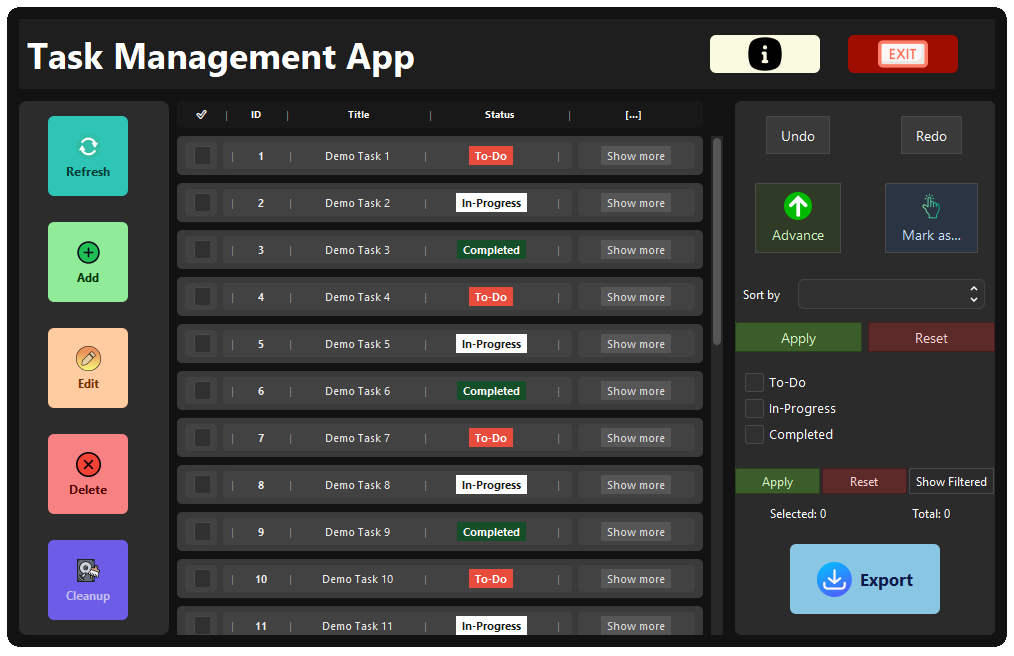 Task Management App
i
EXIT
Refresh
Add
Edit
Delete
Cleanup
| ID | Title | Status | [...]
| 1 | Demo Task 1 | To-Do | Show more
| 2 | Demo Task 2 | In-Progress | Show more
| 3 | Demo Task 3 | Completed | Show more
| 4 | Demo Task 4 | To-Do | Show more
| 5 | Demo Task 5 | In-Progress | Show more
| 6 | Demo Task 6 | Completed | Show more
| 7 | Demo Task 7 | To-Do | Show more
| 8 | Demo Task 8 | In-Progress | Show more
| 9 | Demo Task 9 | Completed | Show more
| 10 | Demo Task 10 | To-Do | Show more
| 11 | Demo Task 11 | In-Progress | Show more
Undo Redo
Advance Mark as...
Sort by
Apply Reset
To-Do
In-Progress
Completed
Apply Reset Show Filtered
Selected: 0 Total: 0
Export